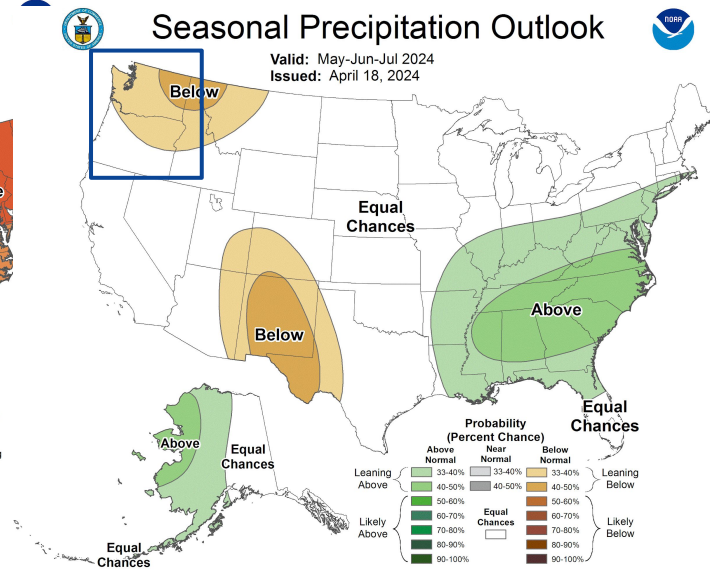 Seasonal Precipitation Outlook
NOAA
Valid: May-Jun-Jul 2024
Issued: April 18, 2024
Below
Equal
Chances
Above
Below
Equal
Chances
Above
Equal
Chances
Equal
Chances
Probability
(Percent Chance)
Above Normal
Near Normal
Below Normal
Leaning Above
33-40%
33-40%
33-40%
Leaning Below
40-50%
40-50%
40-50%
Likely Above
50-60%
60-70%
70-80%
80-90%
90-100%
Equal Chances
50-60%
60-70%
70-80%
80-90%
90-100%
Likely Below